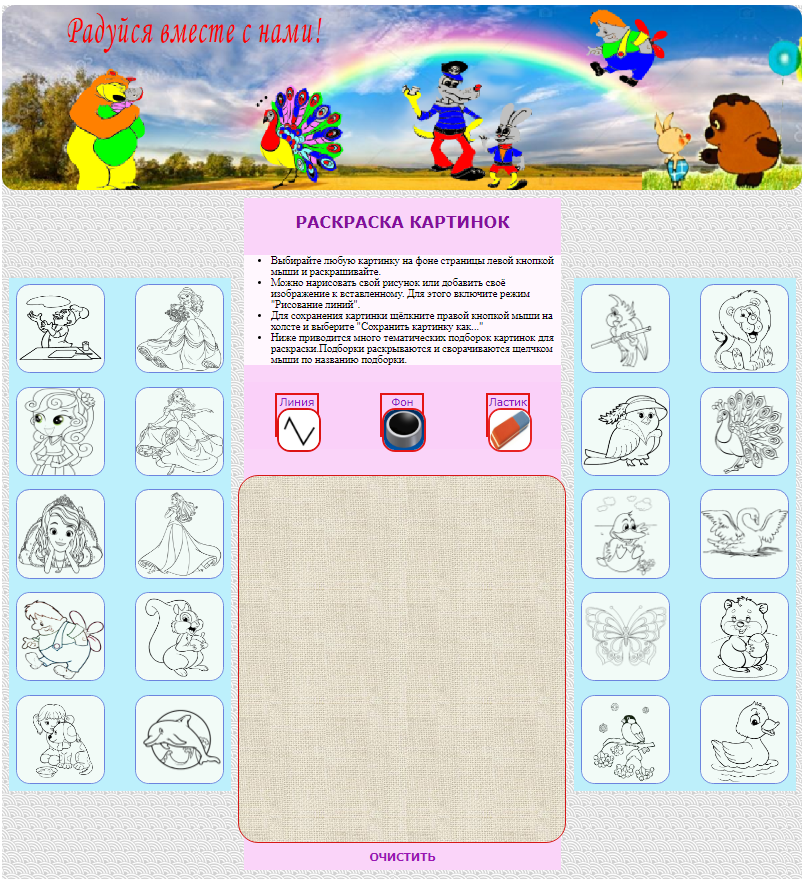 Радуйся вместе с нами!
РАСКРАСКА КАРТИНОК
Выбирайте любую картинку на фоне страницы левой кнопкой
мыши и раскрашивайте.
Можно нарисовать свой рисунок или добавить своё
изображение к вставленному. Для этого включите режим
"Рисование линий".
Для сохранения картинки щёлкните правой кнопкой мыши на
холсте и выберите "Сохранить картинку как..."
Ниже приводится много тематических подборок картинок для
раскраски.Подборки раскрываются и сворачиваются щелчком
мыши по названию подборки.
Линия
Фон
Ластик
ОЧИСТИТЬ